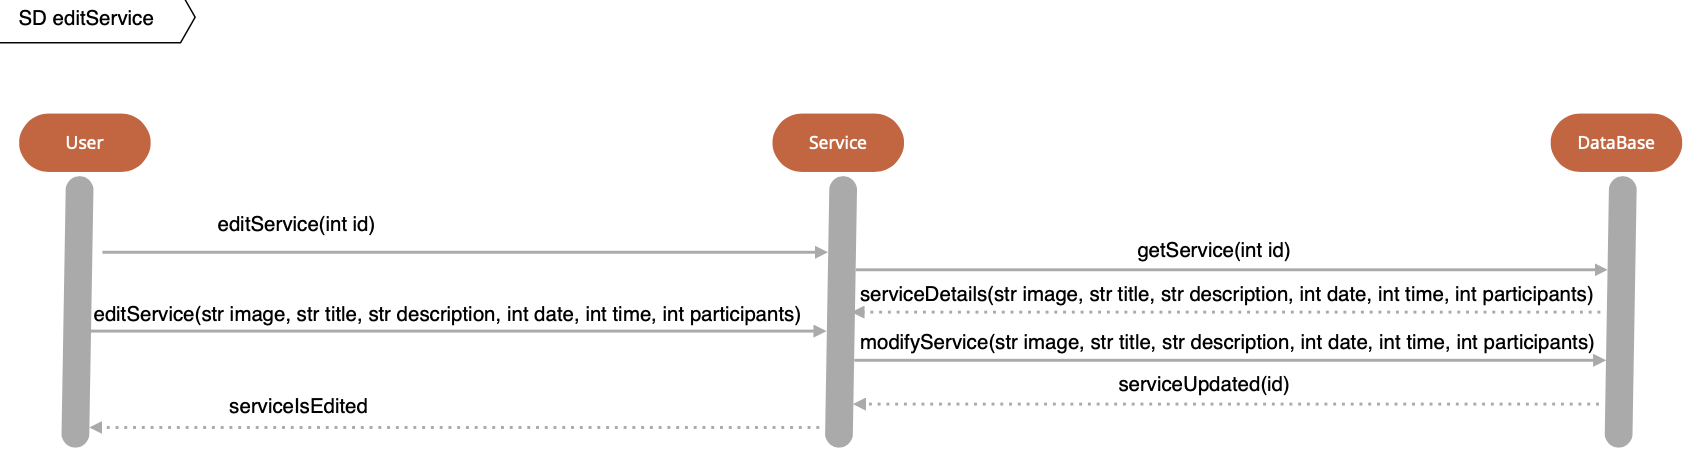 SD editService
User
Service
DataBase
editService(int id)
getService(int id)
serviceDetails(str image, str title, str description, int date, int time, int participants)
editService(str image, str title, str description, int date, int time, int participants)
modifyService(str image, str title, str description, int date, int time, int participants)
serviceUpdated(id)
serviceIsEdited